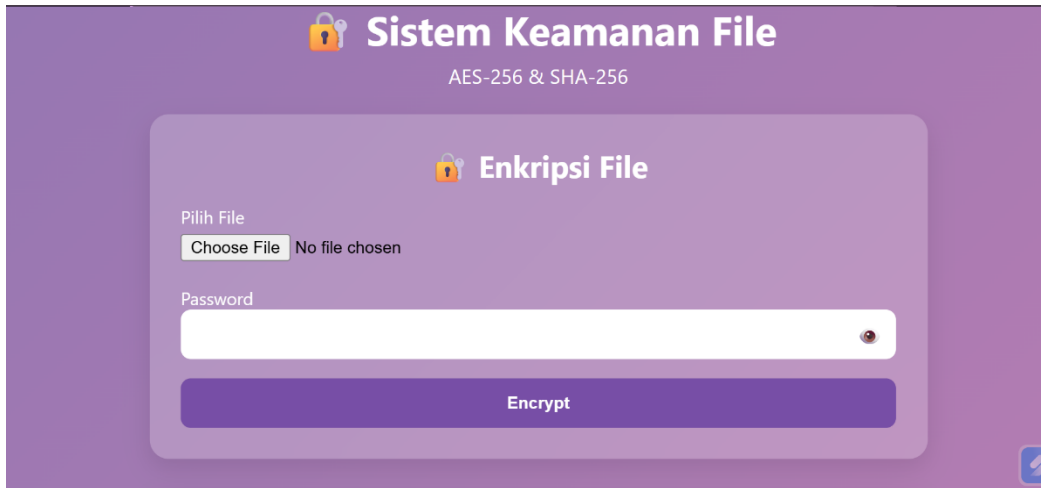 Sistem Keamanan File
AES-256 & SHA-256
Enkripsi File
Pilih File
Choose File No file chosen
Password
Encrypt